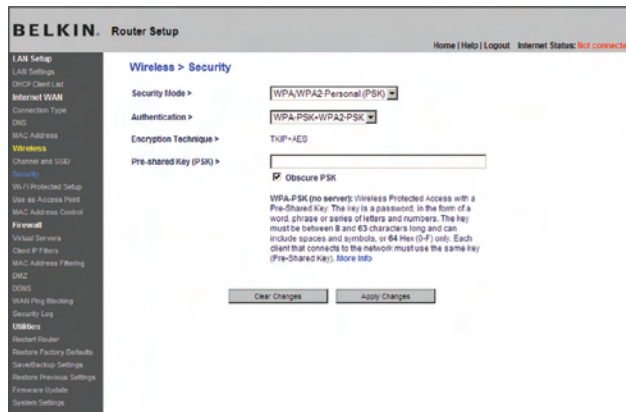 BELKIN. Router Setup
Home | Help | Logout Internet Status: Not connecte
LAN Setup
LAN Settings
DHCP Client List
Internet WAN
Connection Type
DNS
MAC Address
Wireless
Channel and SSID
Security
Wi-Fi Protected Setup
Use as Access Point
MAC Address Control
Firewall
Virtual Servers
Client IP Filters
MAC Address Filtering
DMZ
DDNS
WAN Ping Blocking
Security Log
Utilities
Restart Router
Restore Factory Defaults
Save/Backup Settings
Restore Previous Settings
Firmware Update
System Settings
Wireless > Security
Security Mode > WPA/WPA2-Personal (PSK)
Authentication > WPA-PSK+WPA2-PSK
Encryption Technique > TKIP+AES
Pre-shared Key (PSK) >
Obscure PSK
WPA-PSK (no server): Wireless Protected Access with a
Pre-Shared Key: The key is a password, in the form of a
word, phrase or series of letters and numbers. The key
must be between 8 and 63 characters long and can
include spaces and symbols, or 64 Hex (0-F) only. Each
client that connects to the network must use the same key
(Pre-Shared Key). More Info
Clear Changes Apply Changes